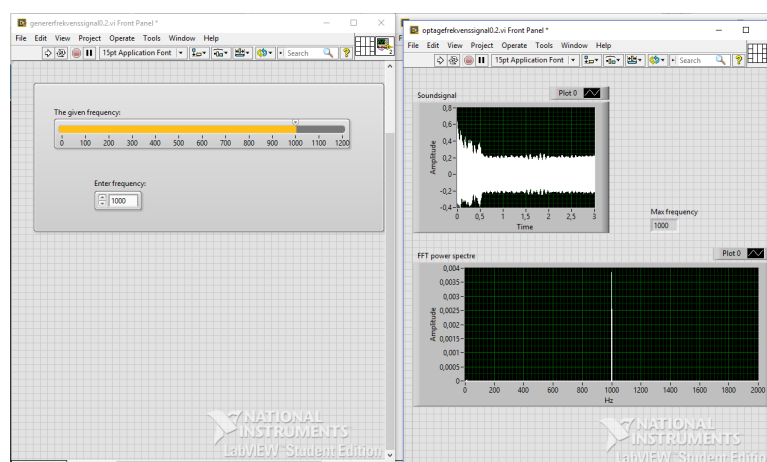 generérfrekvenssignal0.2.vi Front Panel *
File Edit View Project Operate Tools Window Help
15pt Application Font
Search
?
2
The given frequency:
0 100 200 300 400 500 600 700 800 900 1000 1100 1200
Enter frequency:
1000
NATIONAL
INSTRUMENTS
LabVIEW Student Edition
optagefrekvenssignal0.2.vi Front Panel *
File Edit View Project Operate Tools Window Help
15pt Application Font
Search
?
Soundsignal
Plot 0
Amplitude
0,8
0,6
0,4
0,2
0
-0,2
-0,4
0 0,5 1 1,5 2 2,5 3
Time
Max frequency
1000
FFT power spectre
Plot 0
Amplitude
0,004
0,0035
0,003
0,0025
0,002
0,0015
0,001
0,0005
0
0 200 400 600 800 1000 1200 1400 1600 1800 2000
Hz
NATIONAL
INSTRUMENTS
LabVIEW Student Edition